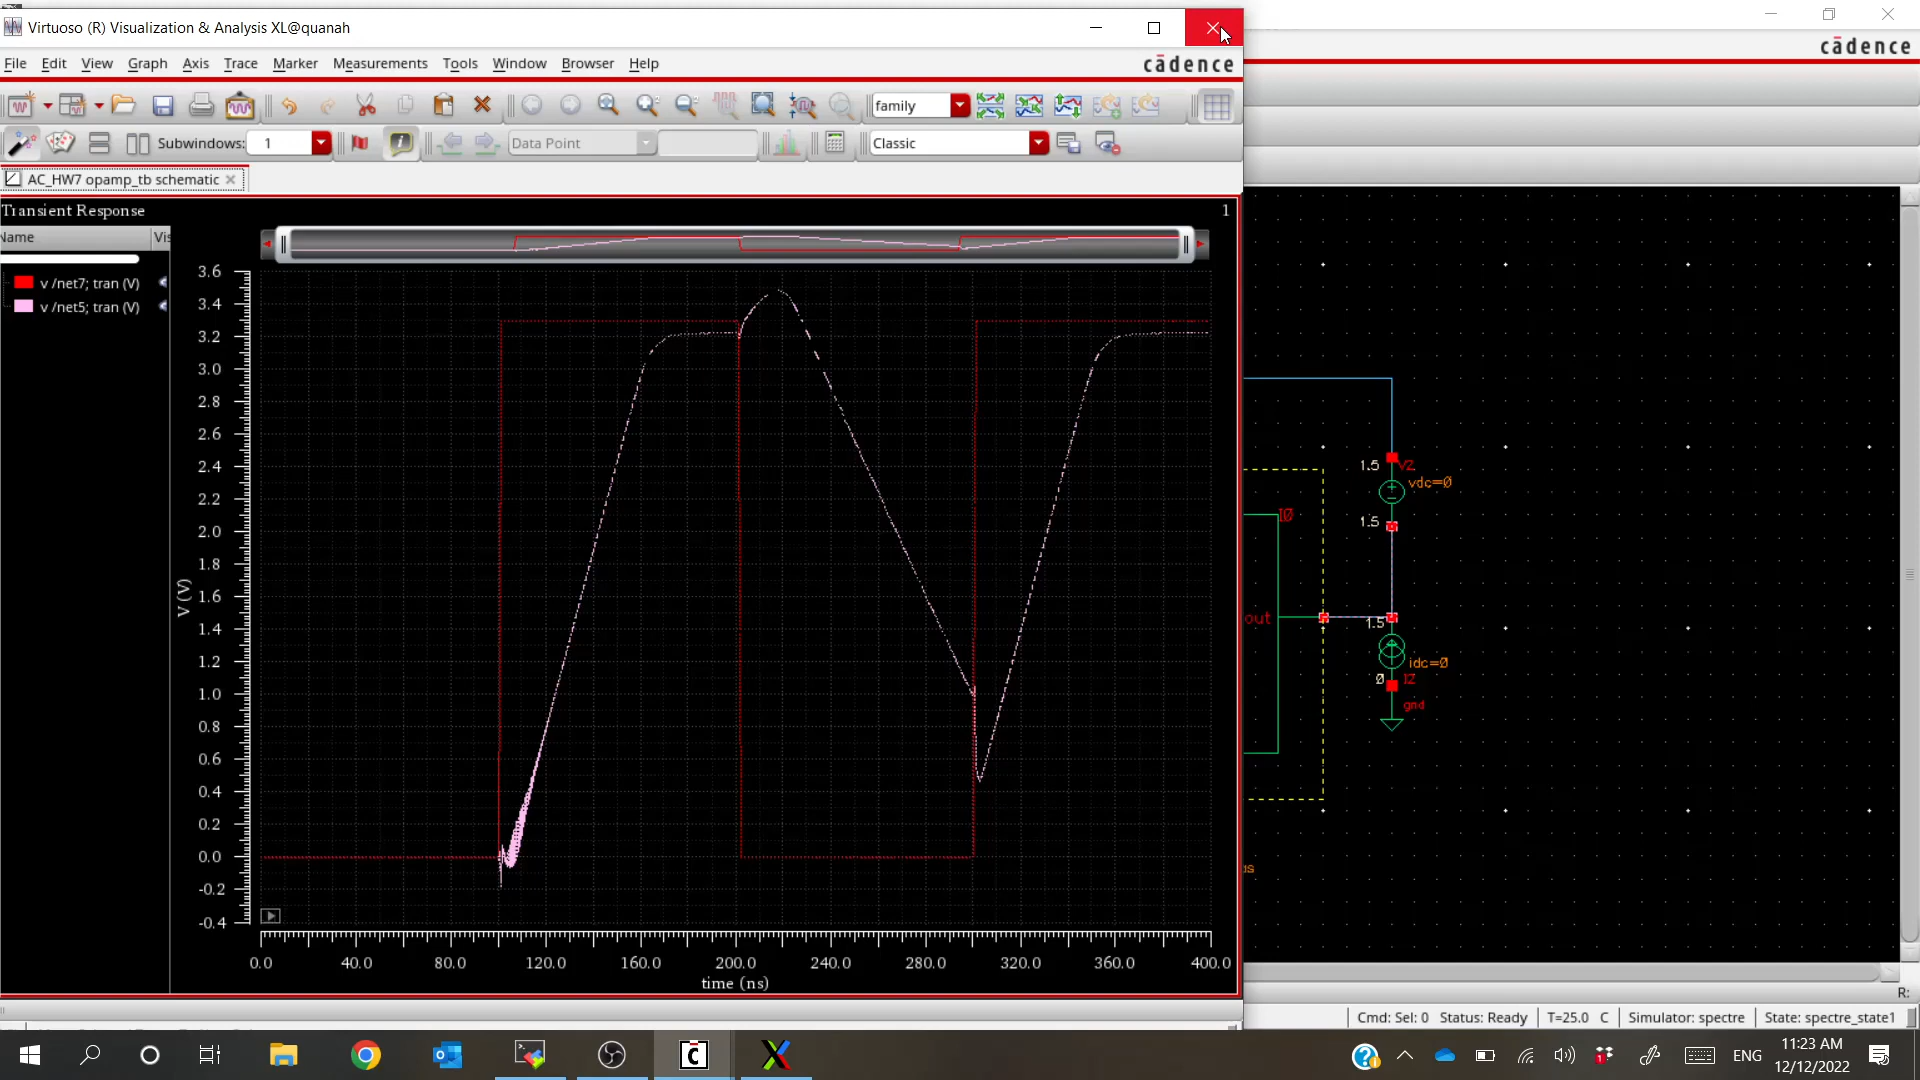 Virtuoso (R) Visualization & Analysis XL@quanah
cādence
File Edit View Graph Axis Trace Marker Measurements Tools Window Browser Help
cādence
family
Subwindows: 1
Data Point
Classic
AC_HW7 opamp_tb schematic
Transient Response
1
Name
Vis
v /net7; tran (V)
v /net5; tran (V)
3.6
3.4
3.2
3.0
2.8
2.6
2.4
2.2
2.0
1.8
1.6
1.4
1.2
1.0
0.8
0.6
0.4
0.2
0.0
-0.2
-0.4
V (V)
0.0 40.0 80.0 120.0 160.0 200.0 240.0 280.0 320.0 360.0 400.0
time (ns)
1.5
V2
vdc=0
1.5
I0
out
1.5
idc=0
0
I2
gnd
R:
Cmd: Sel: 0 Status: Ready T=25.0 C Simulator: spectre State: spectre_state1
ENG
11:23 AM
12/12/2022